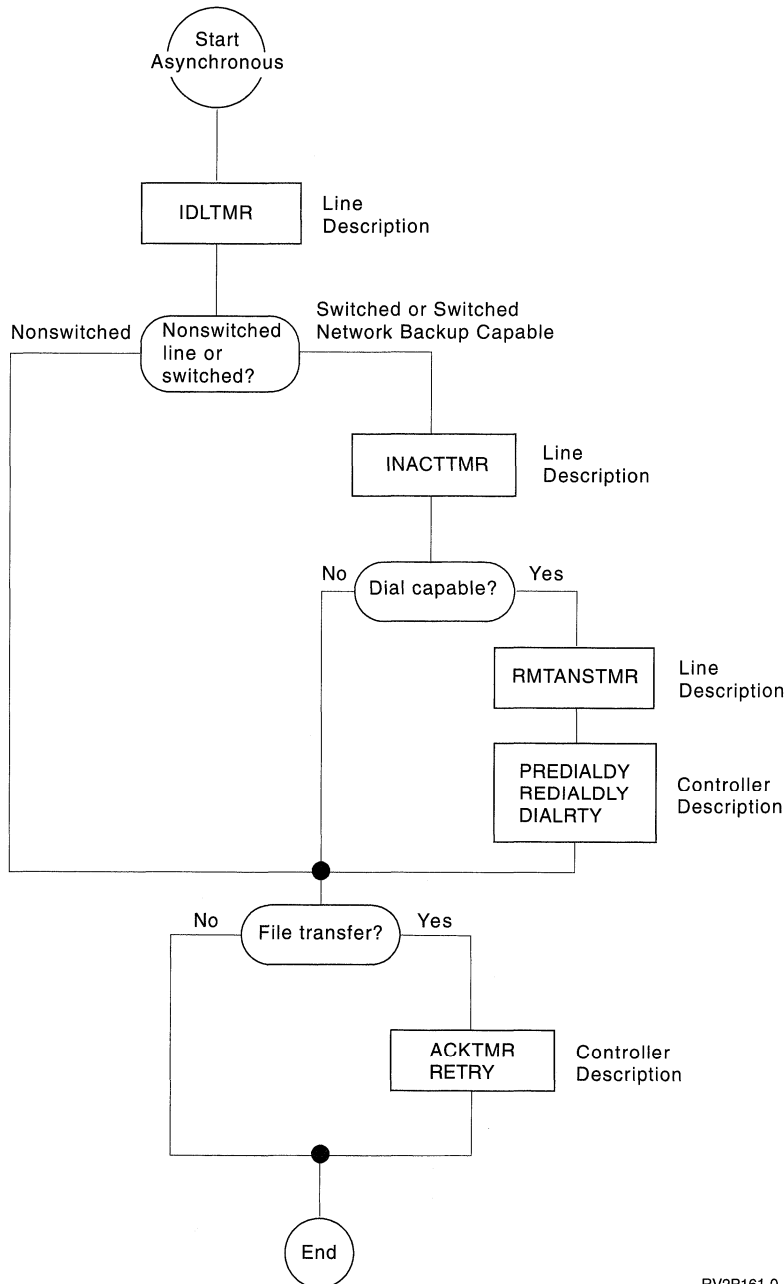 Start
Asynchronous
IDLTMR
Line
Description
Nonswitched
Nonswitched
line or
switched?
Switched or Switched
Network Backup Capable
INACTTMR
Line
Description
No
Dial capable?
Yes
RMTANSTMR
Line
Description
PREDIALDY
REDIALDLY
DIALRTY
Controller
Description
No
File transfer?
Yes
ACKTMR
RETRY
Controller
Description
End